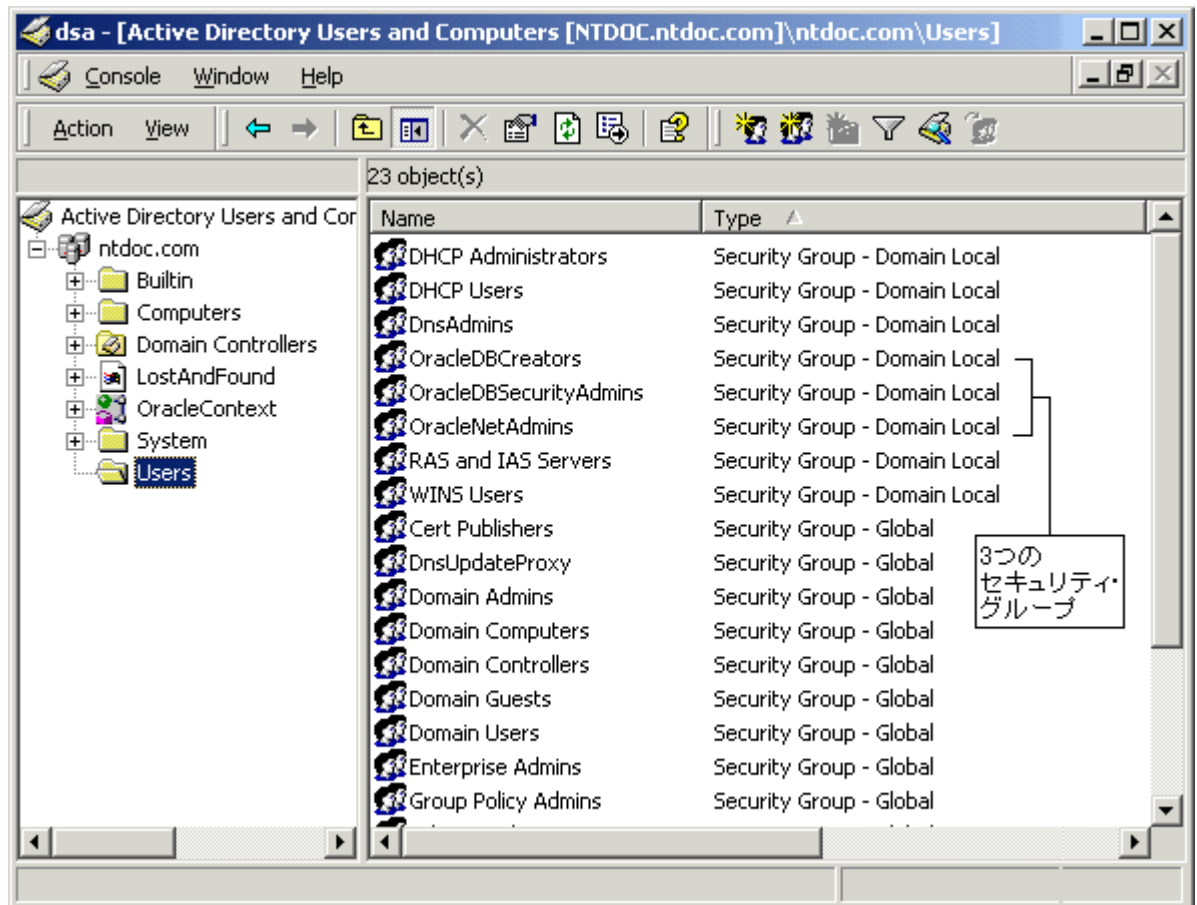 dsa - [Active Directory Users and Computers [NTDOC.ntdoc.com]\ntdoc.com\Users]
Console Window Help
Action View
23 object(s)
Active Directory Users and Cor
ntdoc.com
Builtin
Computers
Domain Controllers
LostAndFound
OracleContext
System
Users
Name Type
DHCP Administrators Security Group - Domain Local
DHCP Users Security Group - Domain Local
DnsAdmins Security Group - Domain Local
OracleDBCreators Security Group - Domain Local
OracleDBSecurityAdmins Security Group - Domain Local
OracleNetAdmins Security Group - Domain Local
RAS and IAS Servers Security Group - Domain Local
WINS Users Security Group - Domain Local
Cert Publishers Security Group - Global
DnsUpdateProxy Security Group - Global
Domain Admins Security Group - Global
Domain Computers Security Group - Global
Domain Controllers Security Group - Global
Domain Guests Security Group - Global
Domain Users Security Group - Global
Enterprise Admins Security Group - Global
Group Policy Admins Security Group - Global
3つの
セキュリティ・
グループ